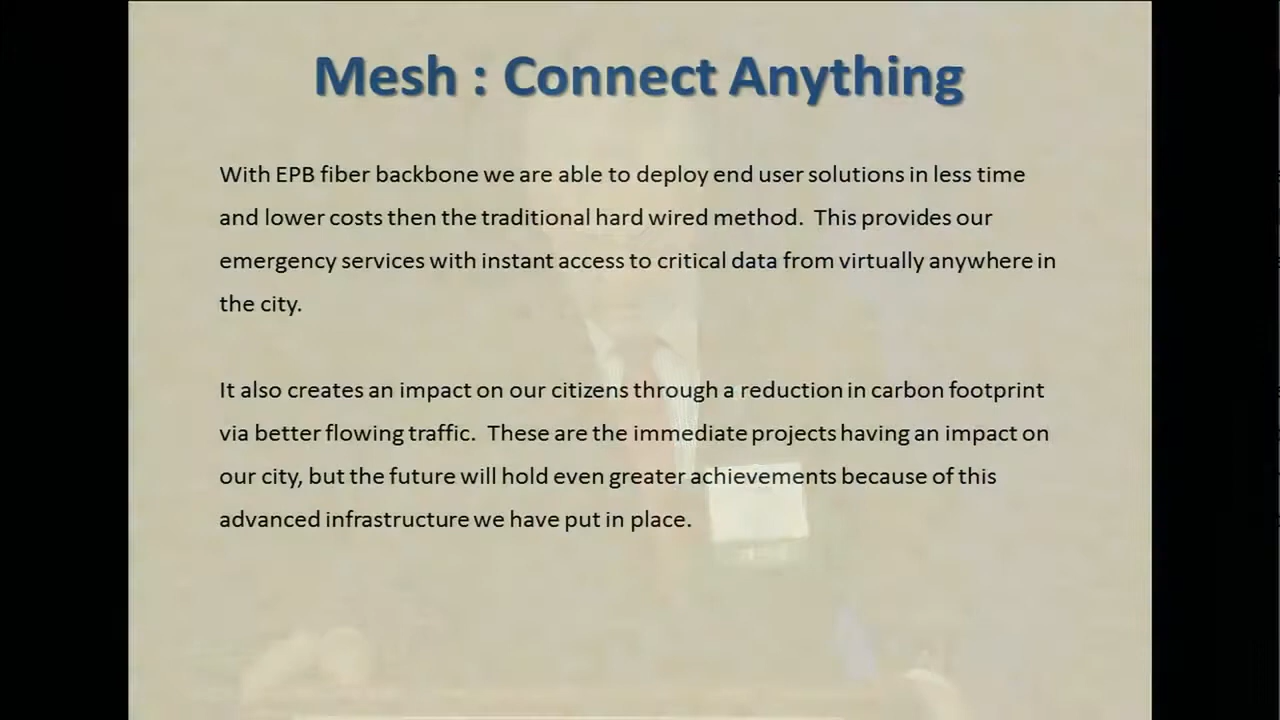 Mesh : Connect Anything
With EPB fiber backbone we are able to deploy end user solutions in less time
and lower costs then the traditional hard wired method.  This provides our
emergency services with instant access to critical data from virtually anywhere in
the city.
It also creates an impact on our citizens through a reduction in carbon footprint
via better flowing traffic.  These are the immediate projects having an impact on
our city, but the future will hold even greater achievements because of this
advanced infrastructure we have put in place.